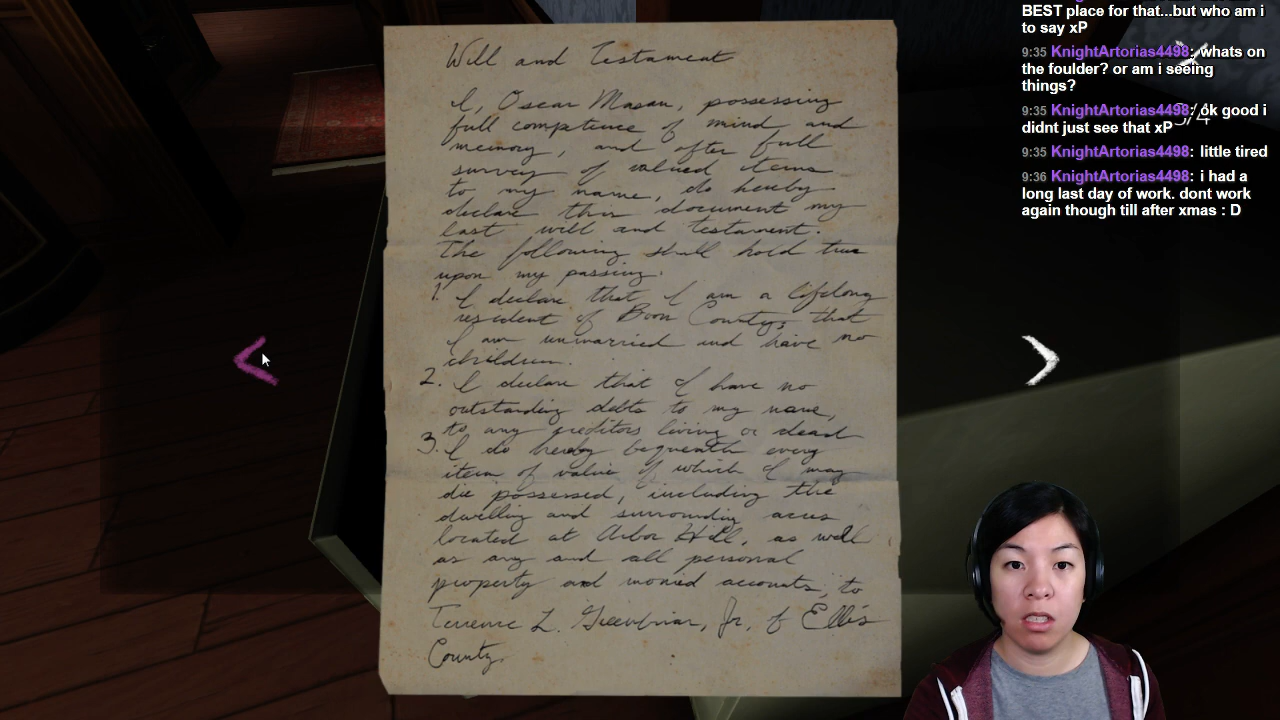 Will and Testament
I, Oscar Masan, possessing
full competence of mind and
memory, and after full
survey of valued items
to my name, do hereby
declare this document my
last will and testament.
The following shall hold true
upon my passing.
1. I declare that I am a lifelong
resident of Boon County, that
I am unmarried and have no
children.
2. I declare that I have no
outstanding debts to my name,
to any creditors living or dead
3. I do hereby bequeath every
item of value of which I may
die possessed, including the
dwelling and surrounding acres
located at Arbor Hill, as well
as any and all personal
property and monied accounts, to
Terrence L. Greenbriar, Jr. of Ellis
County.
BEST place for that...but who am i
to say xP
9:35 KnightArtorias4498: whats on
the foulder? or am i seeing
things?
9:35 KnightArtorias4498: ok good i
didnt just see that xP
9:35 KnightArtorias4498: little tired
9:36 KnightArtorias4498: i had a
long last day of work. dont work
again though till after xmas : D